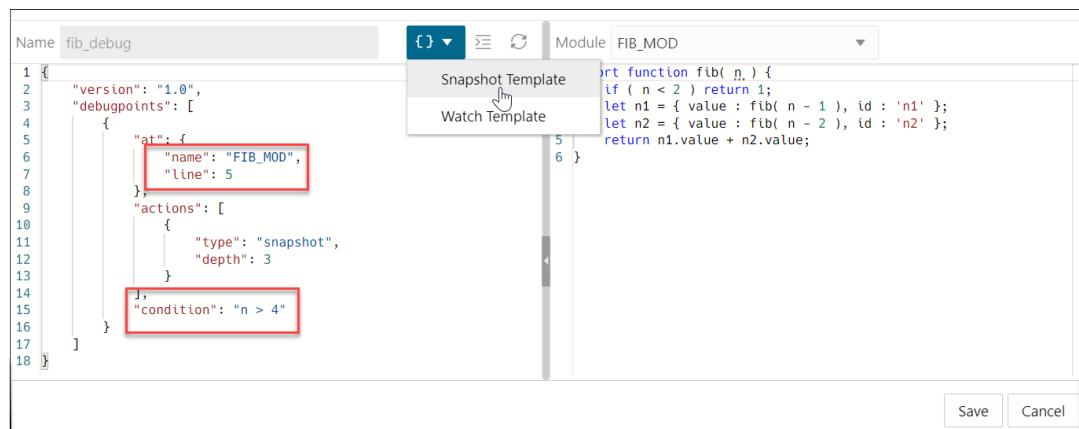 Name fib_debug {} Module FIB_MOD
Snapshot Template
Watch Template
1 {
2 "version": "1.0",
3 "debugpoints": [
4 {
5 "at": {
6 "name": "FIB_MOD",
7 "line": 5
8 },
9 "actions": [
10 {
11 "type": "snapshot",
12 "depth": 3
13 }
14 ],
15 "condition": "n > 4"
16 }
17 ]
18 }
rt function fib( n ) {
if ( n < 2 ) return 1;
let n1 = { value : fib( n - 1 ), id : 'n1' };
let n2 = { value : fib( n - 2 ), id : 'n2' };
5 return n1.value + n2.value;
6 }
Save Cancel